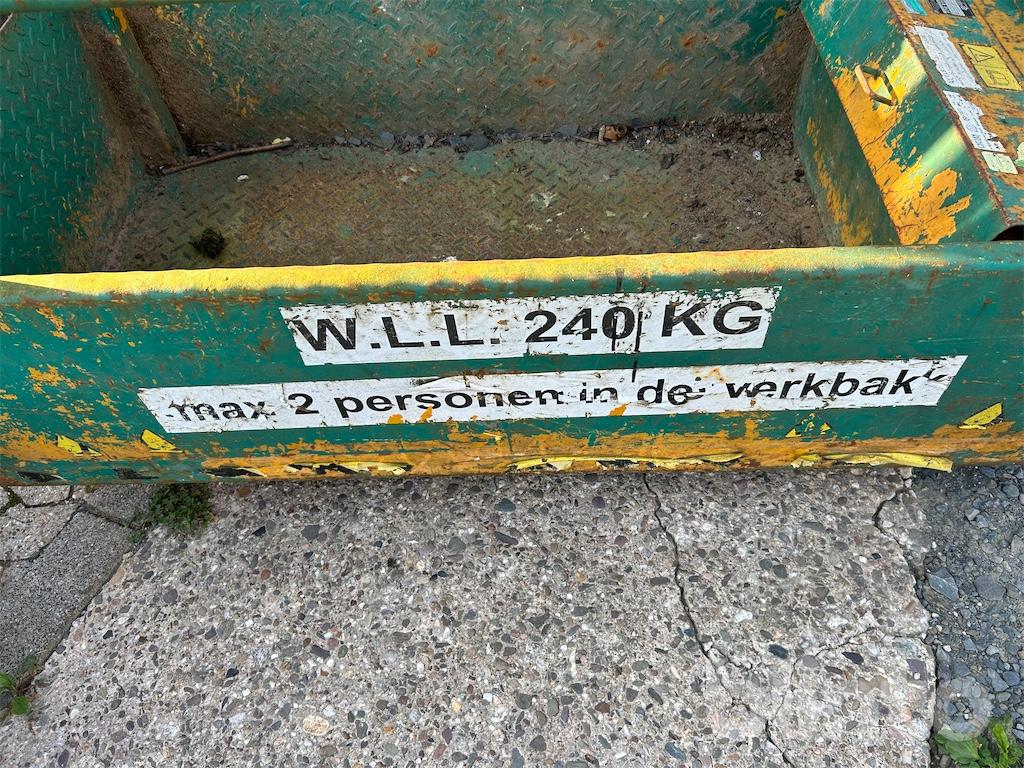 W.L.L. 240 KG
max 2 personen in de werkbak